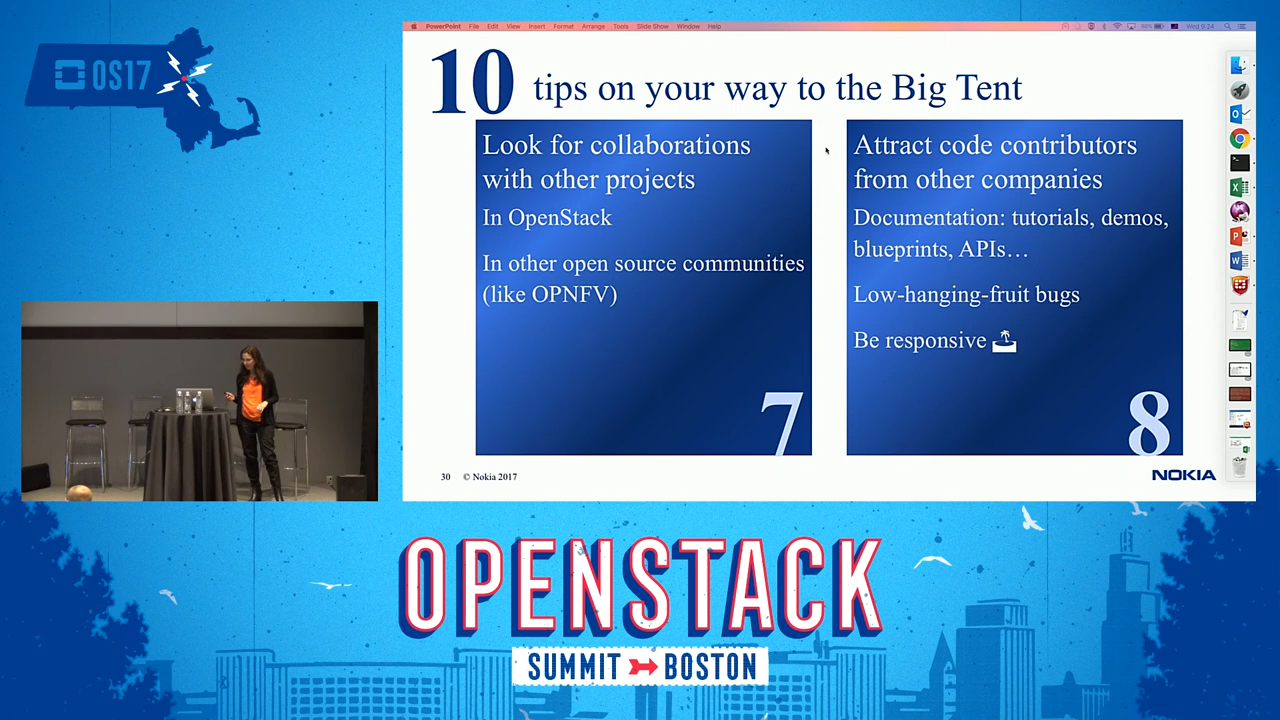 OS17
PowerPoint File Edit View Insert Format Arrange Tools Slide Show Window Help
Wed 9:24
10 tips on your way to the Big Tent
Look for collaborations
with other projects
In OpenStack
In other open source communities
(like OPNFV)
7
Attract code contributors
from other companies
Documentation: tutorials, demos,
blueprints, APIs…
Low-hanging-fruit bugs
Be responsive
8
30 © Nokia 2017
NOKIA
OPENSTACK
SUMMIT BOSTON